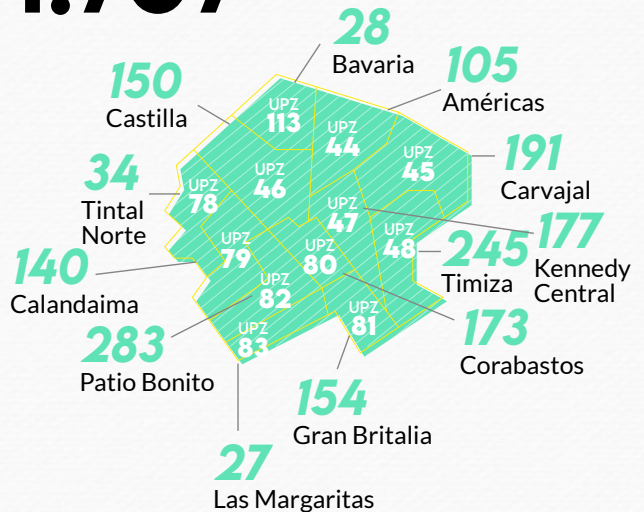 28
Bavaria
150
Castilla
105
Américas
UPZ
113
UPZ
44
UPZ
45
191
Carvajal
34
Tintal
Norte
UPZ
78
UPZ
46
UPZ
47
UPZ
48
177
Kennedy
Central
245
Timiza
140
Calandaima
UPZ
79
UPZ
80
UPZ
82
UPZ
81
UPZ
83
283
Patio Bonito
173
Corabastos
154
Gran Britalia
27
Las Margaritas